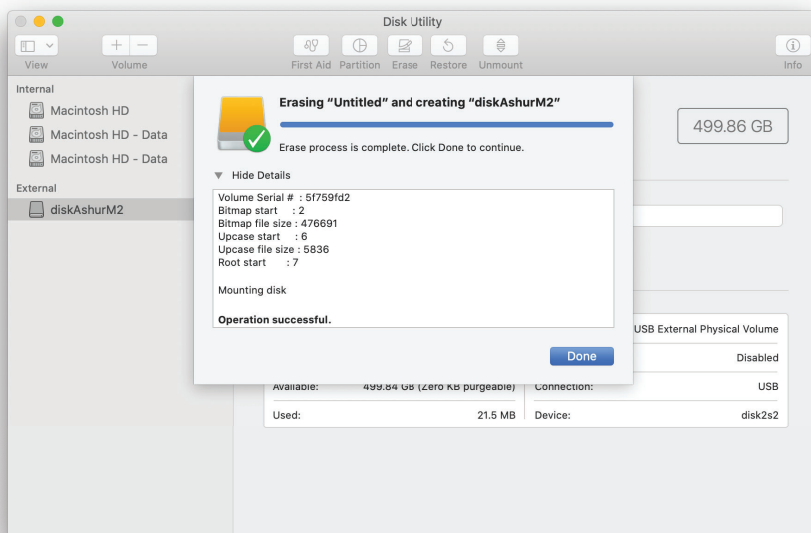 Disk Utility
View
Volume
First Aid
Partition
Erase
Restore
Unmount
Info
Internal
Macintosh HD
Macintosh HD - Data
Macintosh HD - Data
External
diskAshurM2
Erasing “Untitled” and creating “diskAshurM2”
Erase process is complete. Click Done to continue.
Hide Details
Volume Serial # : 5f759fd2
Bitmap start : 2
Bitmap file size : 476691
Upcase start : 6
Upcase file size : 5836
Root start : 7
Mounting disk
Operation successful.
Done
499.86 GB
USB External Physical Volume
Disabled
Available: 499.84 GB (Zero KB purgeable)
Connection: USB
Used: 21.5 MB
Device: disk2s2